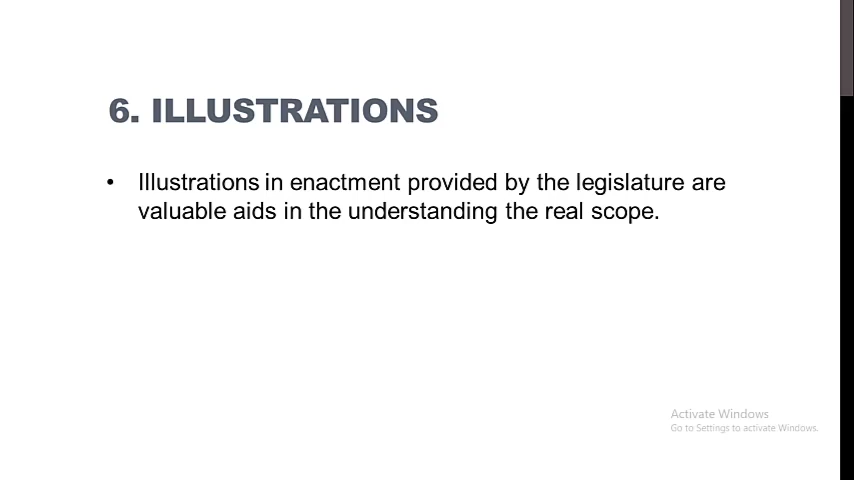 6. ILLUSTRATIONS
• Illustrations in enactment provided by the legislature are
valuable aids in the understanding the real scope.
Activate Windows
Go to Settings to activate Windows.